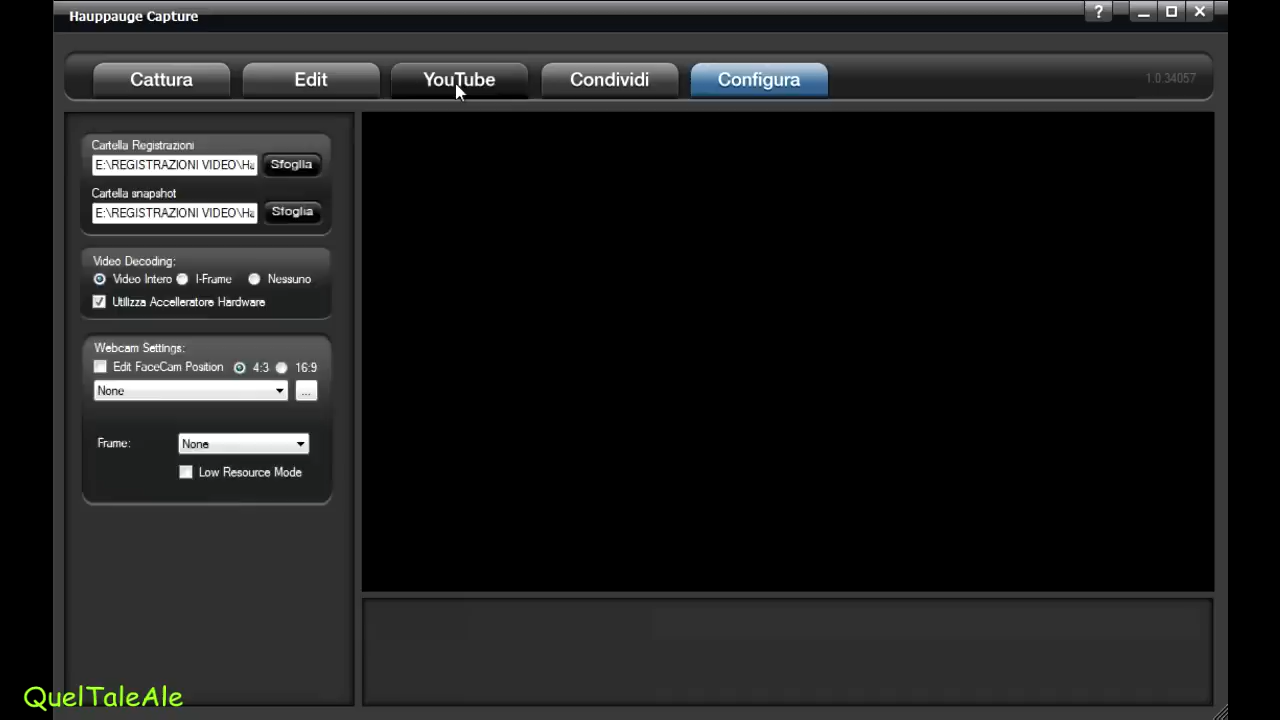 Hauppauge Capture
?
Cattura
Edit
YouTube
Condividi
Configura
1.0.34057
Cartella Registrazioni
E:\REGISTRAZIONI VIDEO\Ha
Sfoglia
Cartella snapshot
E:\REGISTRAZIONI VIDEO\Ha
Sfoglia
Video Decoding:
Video Intero
I-Frame
Nessuno
Utilizza Accelleratore Hardware
Webcam Settings:
Edit FaceCam Position
4:3
16:9
None
...
Frame:
None
Low Resource Mode
QuelTaleAle